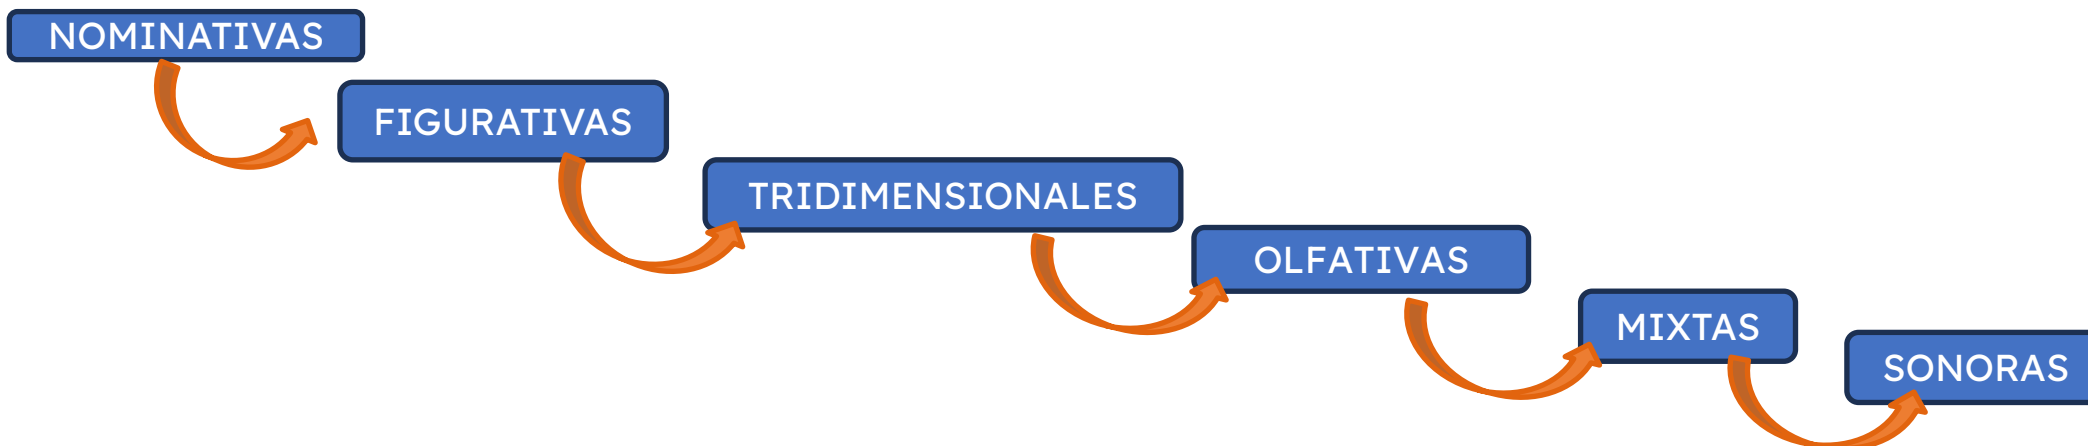 NOMINATIVAS
FIGURATIVAS
TRIDIMENSIONALES
OLFATIVAS
MIXTAS
SONORAS